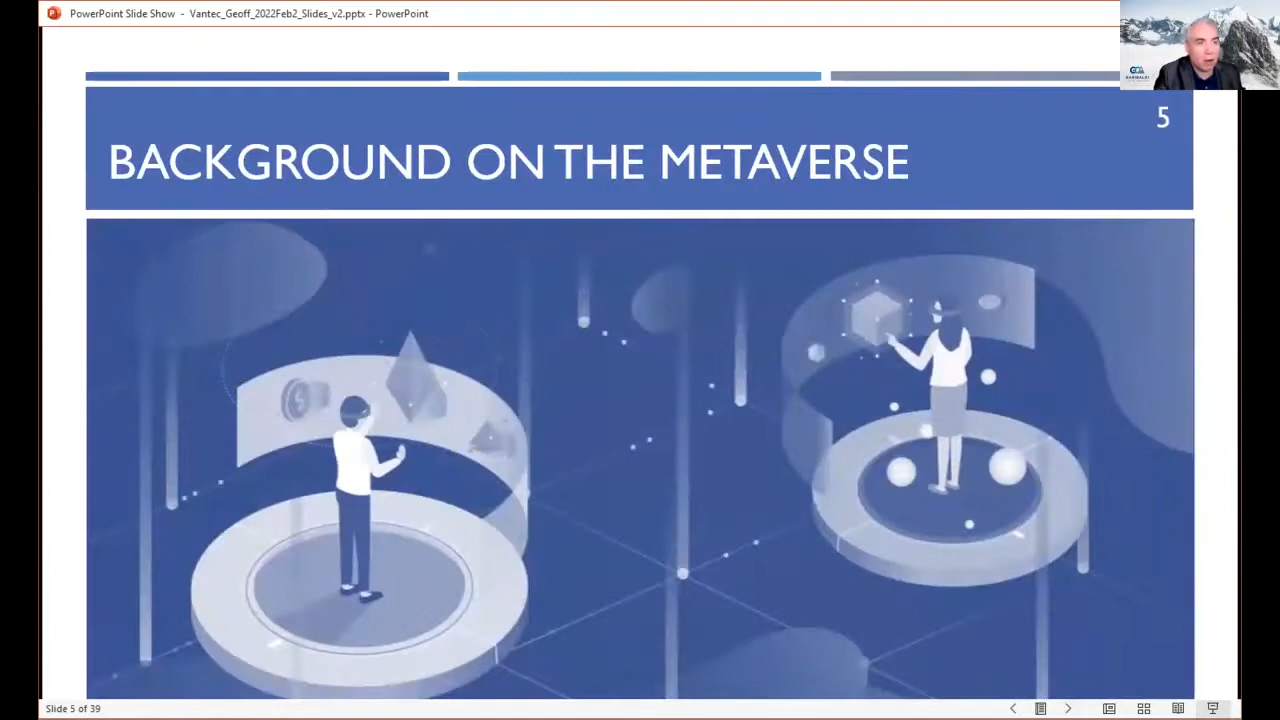 PowerPoint Slide Show - Vantec_Geoff_2022Feb2_Slides_v2.pptx - PowerPoint
5
BACKGROUND ON THE METAVERSE
Slide 5 of 39